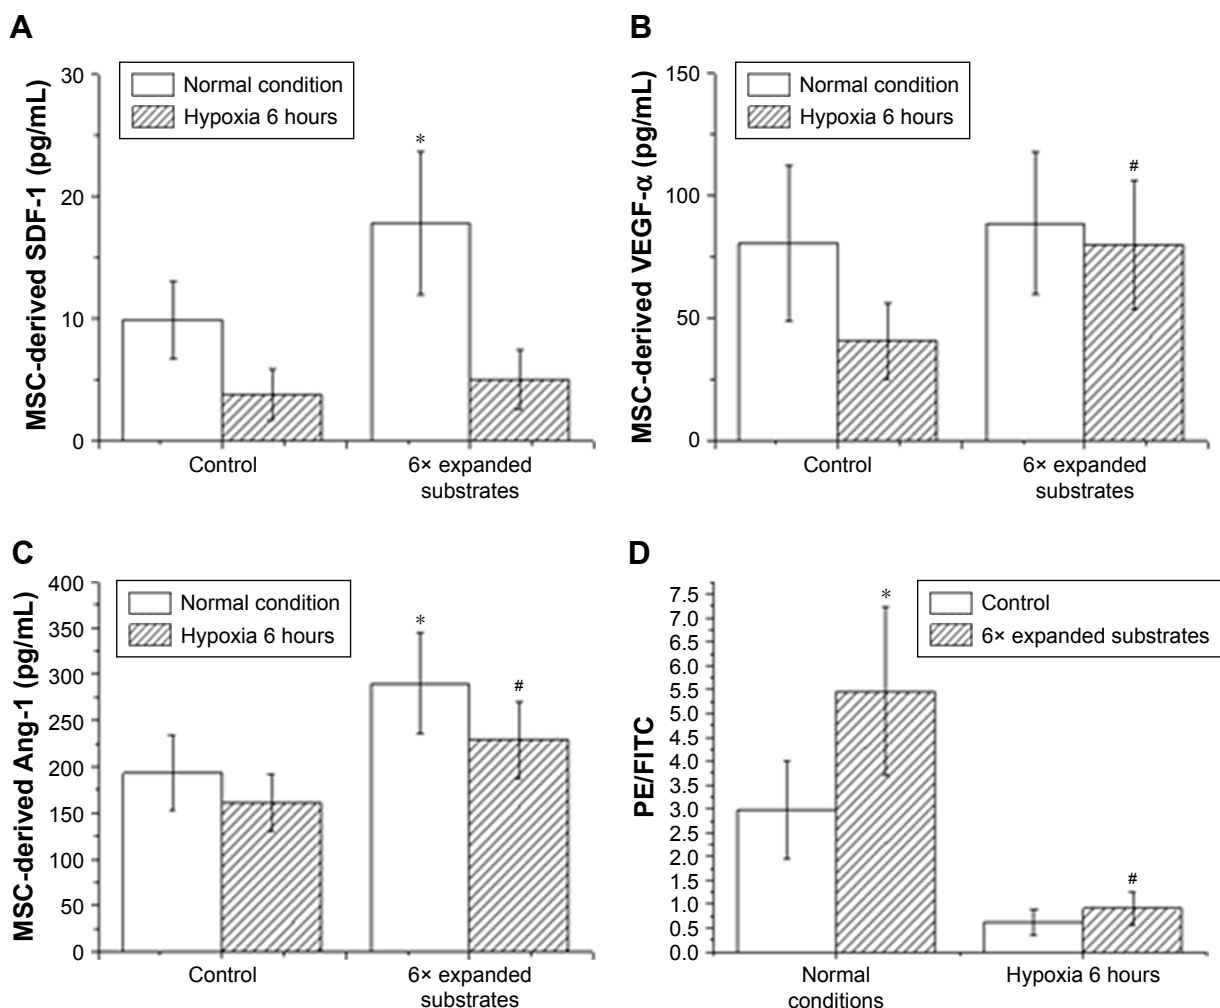 A
MSC-derived SDF-1 (pg/mL)
30
20
10
0
Normal condition
Hypoxia 6 hours
*
Control
6× expanded
substrates
B
MSC-derived VEGF-α (pg/mL)
150
100
50
0
Normal condition
Hypoxia 6 hours
#
Control
6× expanded
substrates
C
MSC-derived Ang-1 (pg/mL)
400
350
300
250
200
150
100
50
0
Normal condition
Hypoxia 6 hours
*
#
Control
6× expanded
substrates
D
PE/FITC
7.5
7.0
6.5
6.0
5.5
5.0
4.5
4.0
3.5
3.0
2.5
2.0
1.5
1.0
0.5
0.0
Control
6× expanded substrates
*
#
Normal
conditions
Hypoxia 6 hours